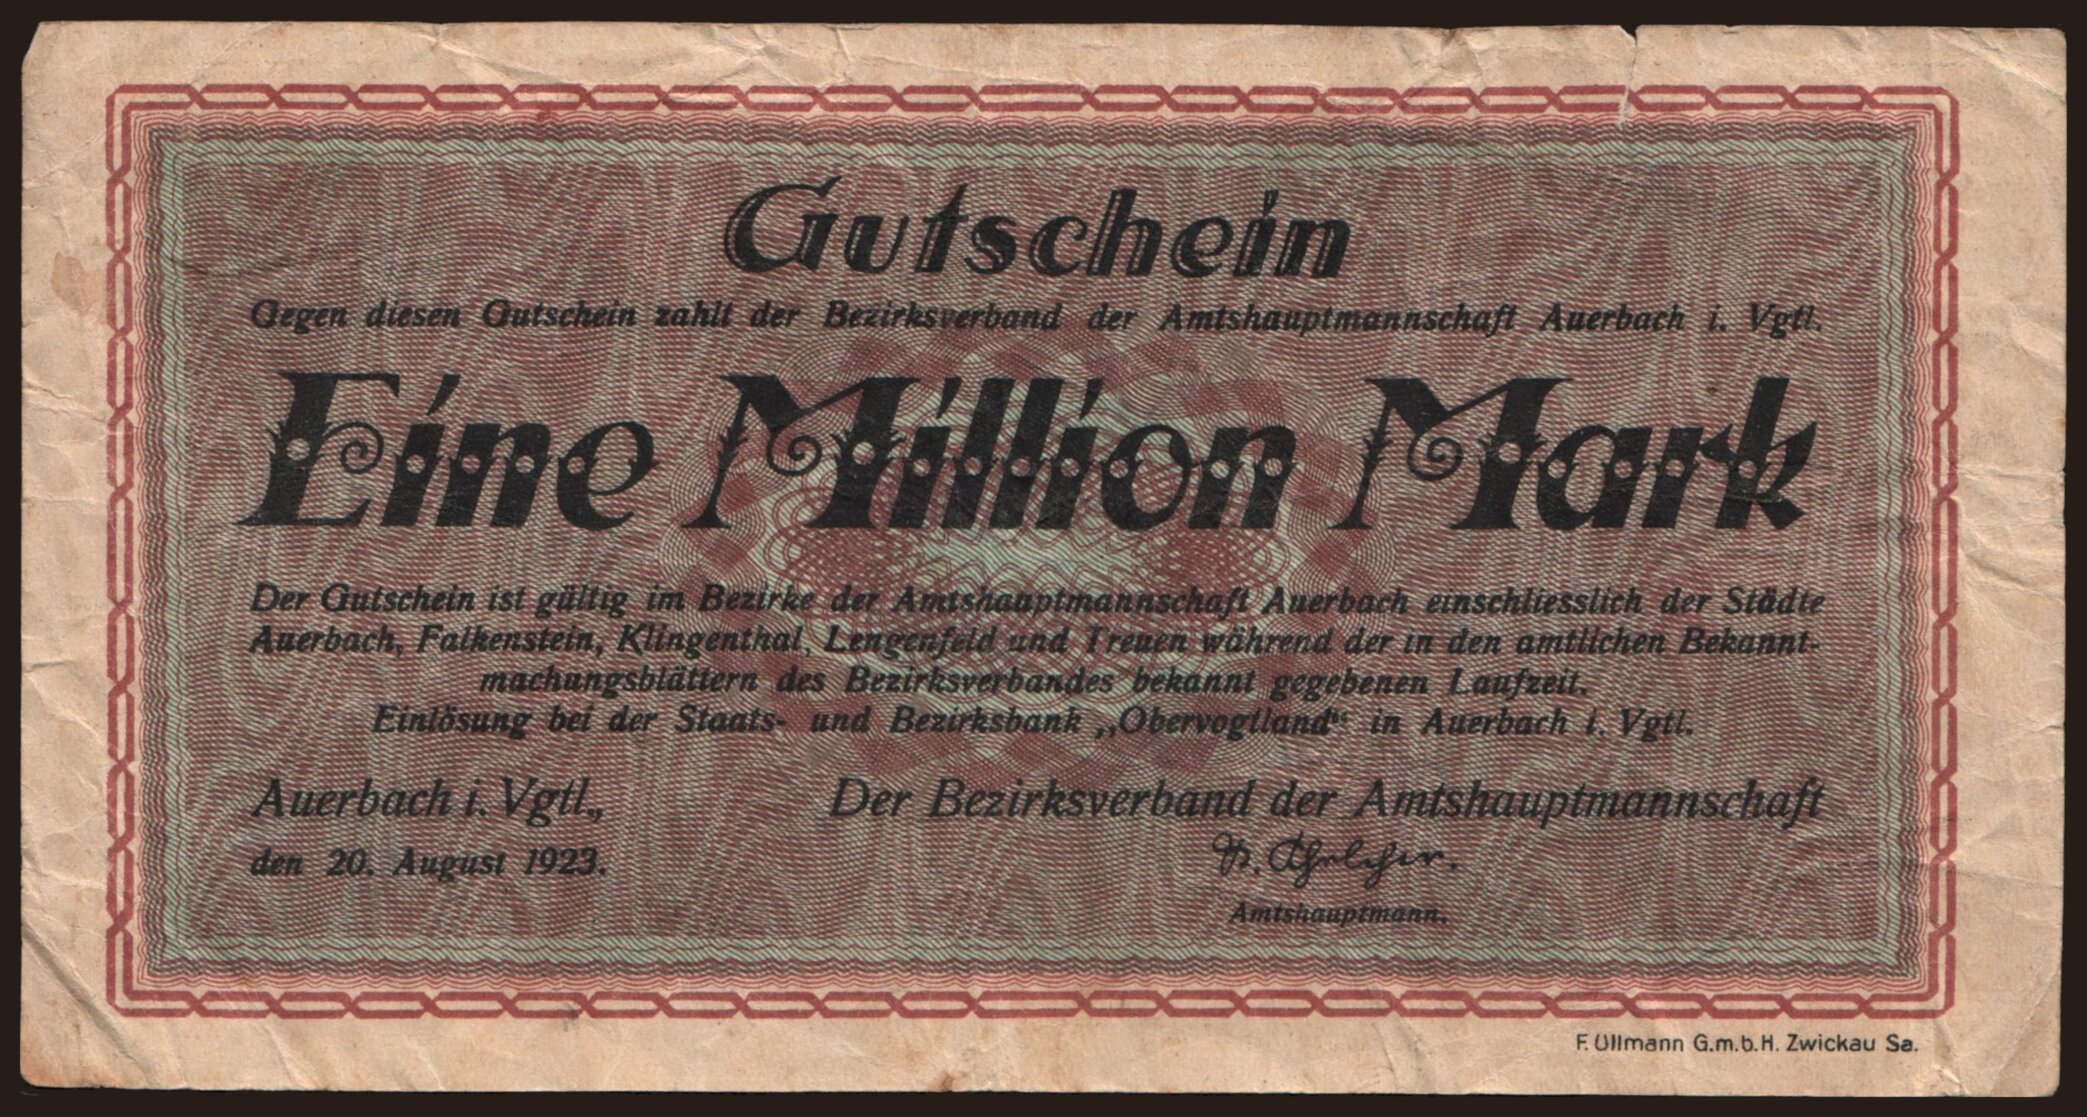 Gutschein
Gegen diesen Gutschein zahlt der Bezirksverband der Amtshauptmannschaft Auerbach i. Vgtl.
Eine Million Mark
Der Gutschein ist gültig im Bezirke der Amtshauptmannschaft Auerbach einschliesslich der Städte
Auerbach, Falkenstein, Klingenthal, Lengenfeld und Treuen während der in den amtlichen Bekannt-
machungsblättern des Bezirksverbandes bekannt gegebenen Laufzeit.
Einlösung bei der Staats- und Bezirksbank „Obervogtland“ in Auerbach i. Vgtl.
Auerbach i. Vgtl., Der Bezirksverband der Amtshauptmannschaft
den 20. August 1923.
Amtshauptmann.
F. Ullmann G.m.b.H. Zwickau Sa.